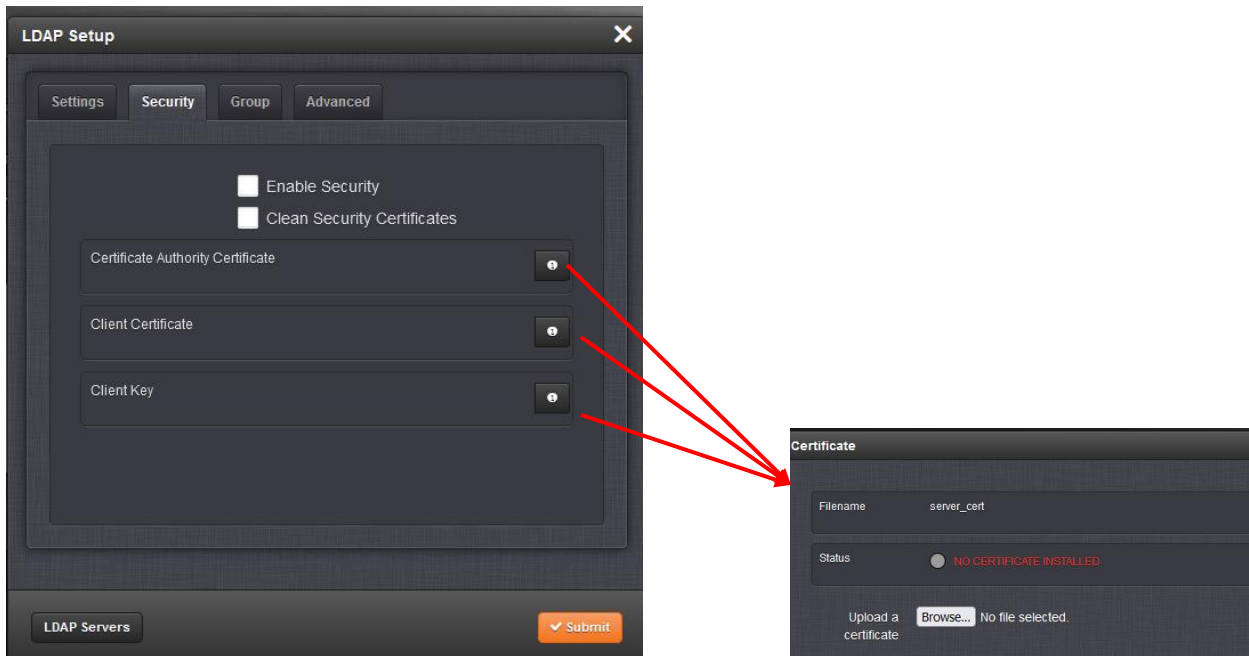 LDAP Setup
Settings Security Group Advanced
Enable Security
Clean Security Certificates
Certificate Authority Certificate
Client Certificate
Client Key
LDAP Servers
Submit
Certificate
Filename server_cert
Status NO CERTIFICATE INSTALLED
Upload a certificate
Browse... No file selected.